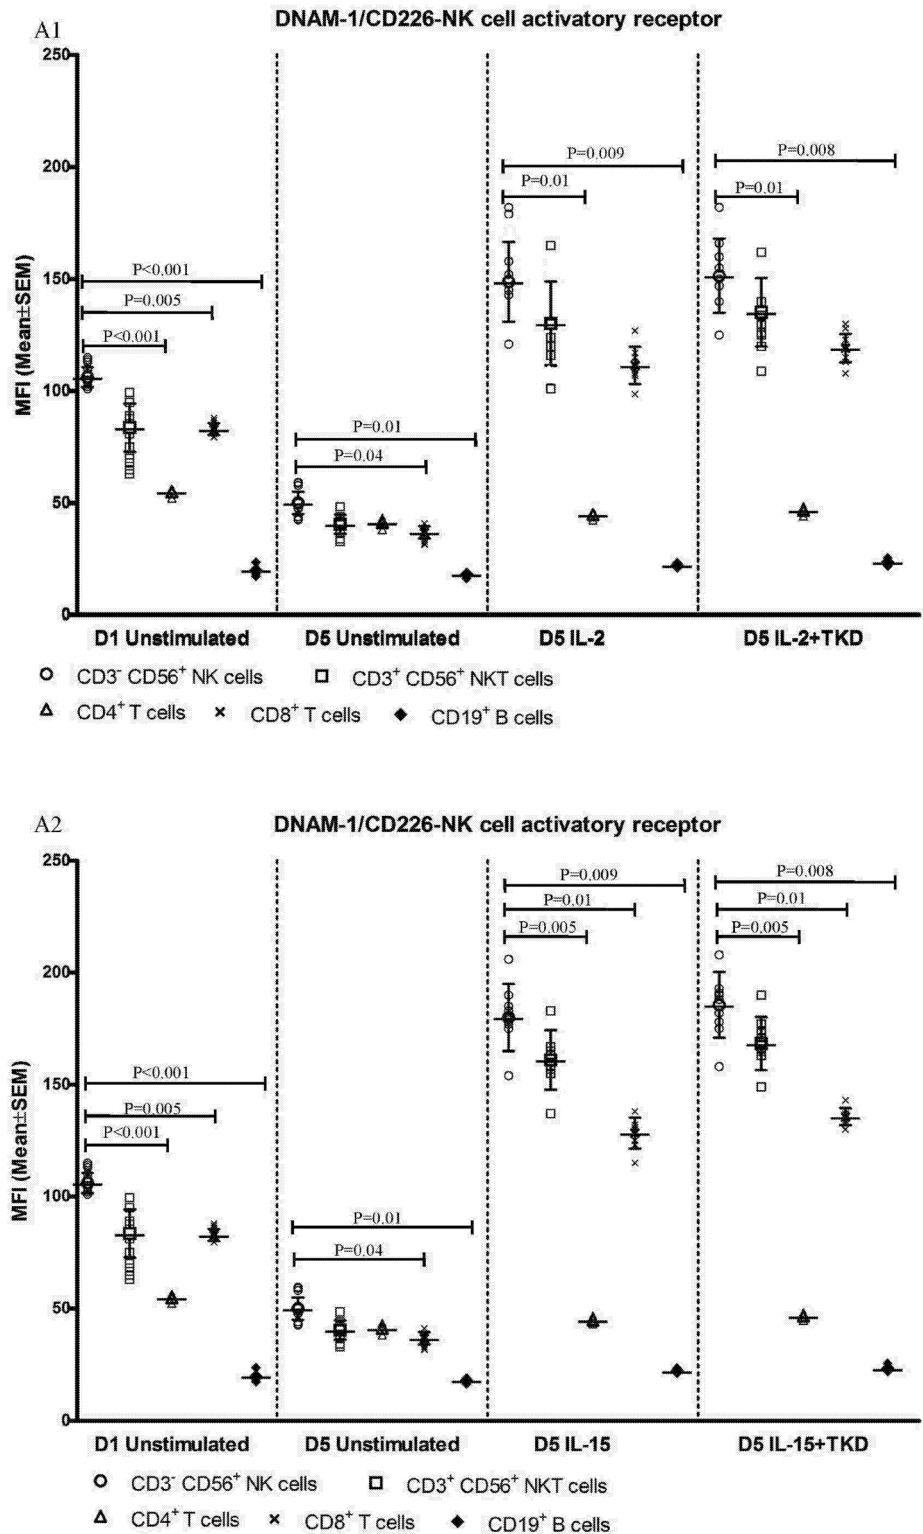 A1
DNAM-1/CD226-NK cell activatory receptor
MFI (Mean±SEM)
250
200
150
100
50
0
P<0.001
P=0.005
P<0.001
P=0.01
P=0.04
P=0.009
P=0.01
P=0.008
P=0.01
D1 Unstimulated D5 Unstimulated D5 IL-2 D5 IL-2+TKD
CD3⁻ CD56⁺ NK cells CD3⁺ CD56⁺ NKT cells
CD4⁺ T cells CD8⁺ T cells CD19⁺ B cells
A2
DNAM-1/CD226-NK cell activatory receptor
MFI (Mean±SEM)
250
200
150
100
50
0
P<0.001
P=0.005
P<0.001
P=0.01
P=0.04
P=0.009
P=0.01
P=0.005
P=0.008
P=0.01
P=0.005
D1 Unstimulated D5 Unstimulated D5 IL-15 D5 IL-15+TKD
CD3⁻ CD56⁺ NK cells CD3⁺ CD56⁺ NKT cells
CD4⁺ T cells CD8⁺ T cells CD19⁺ B cells